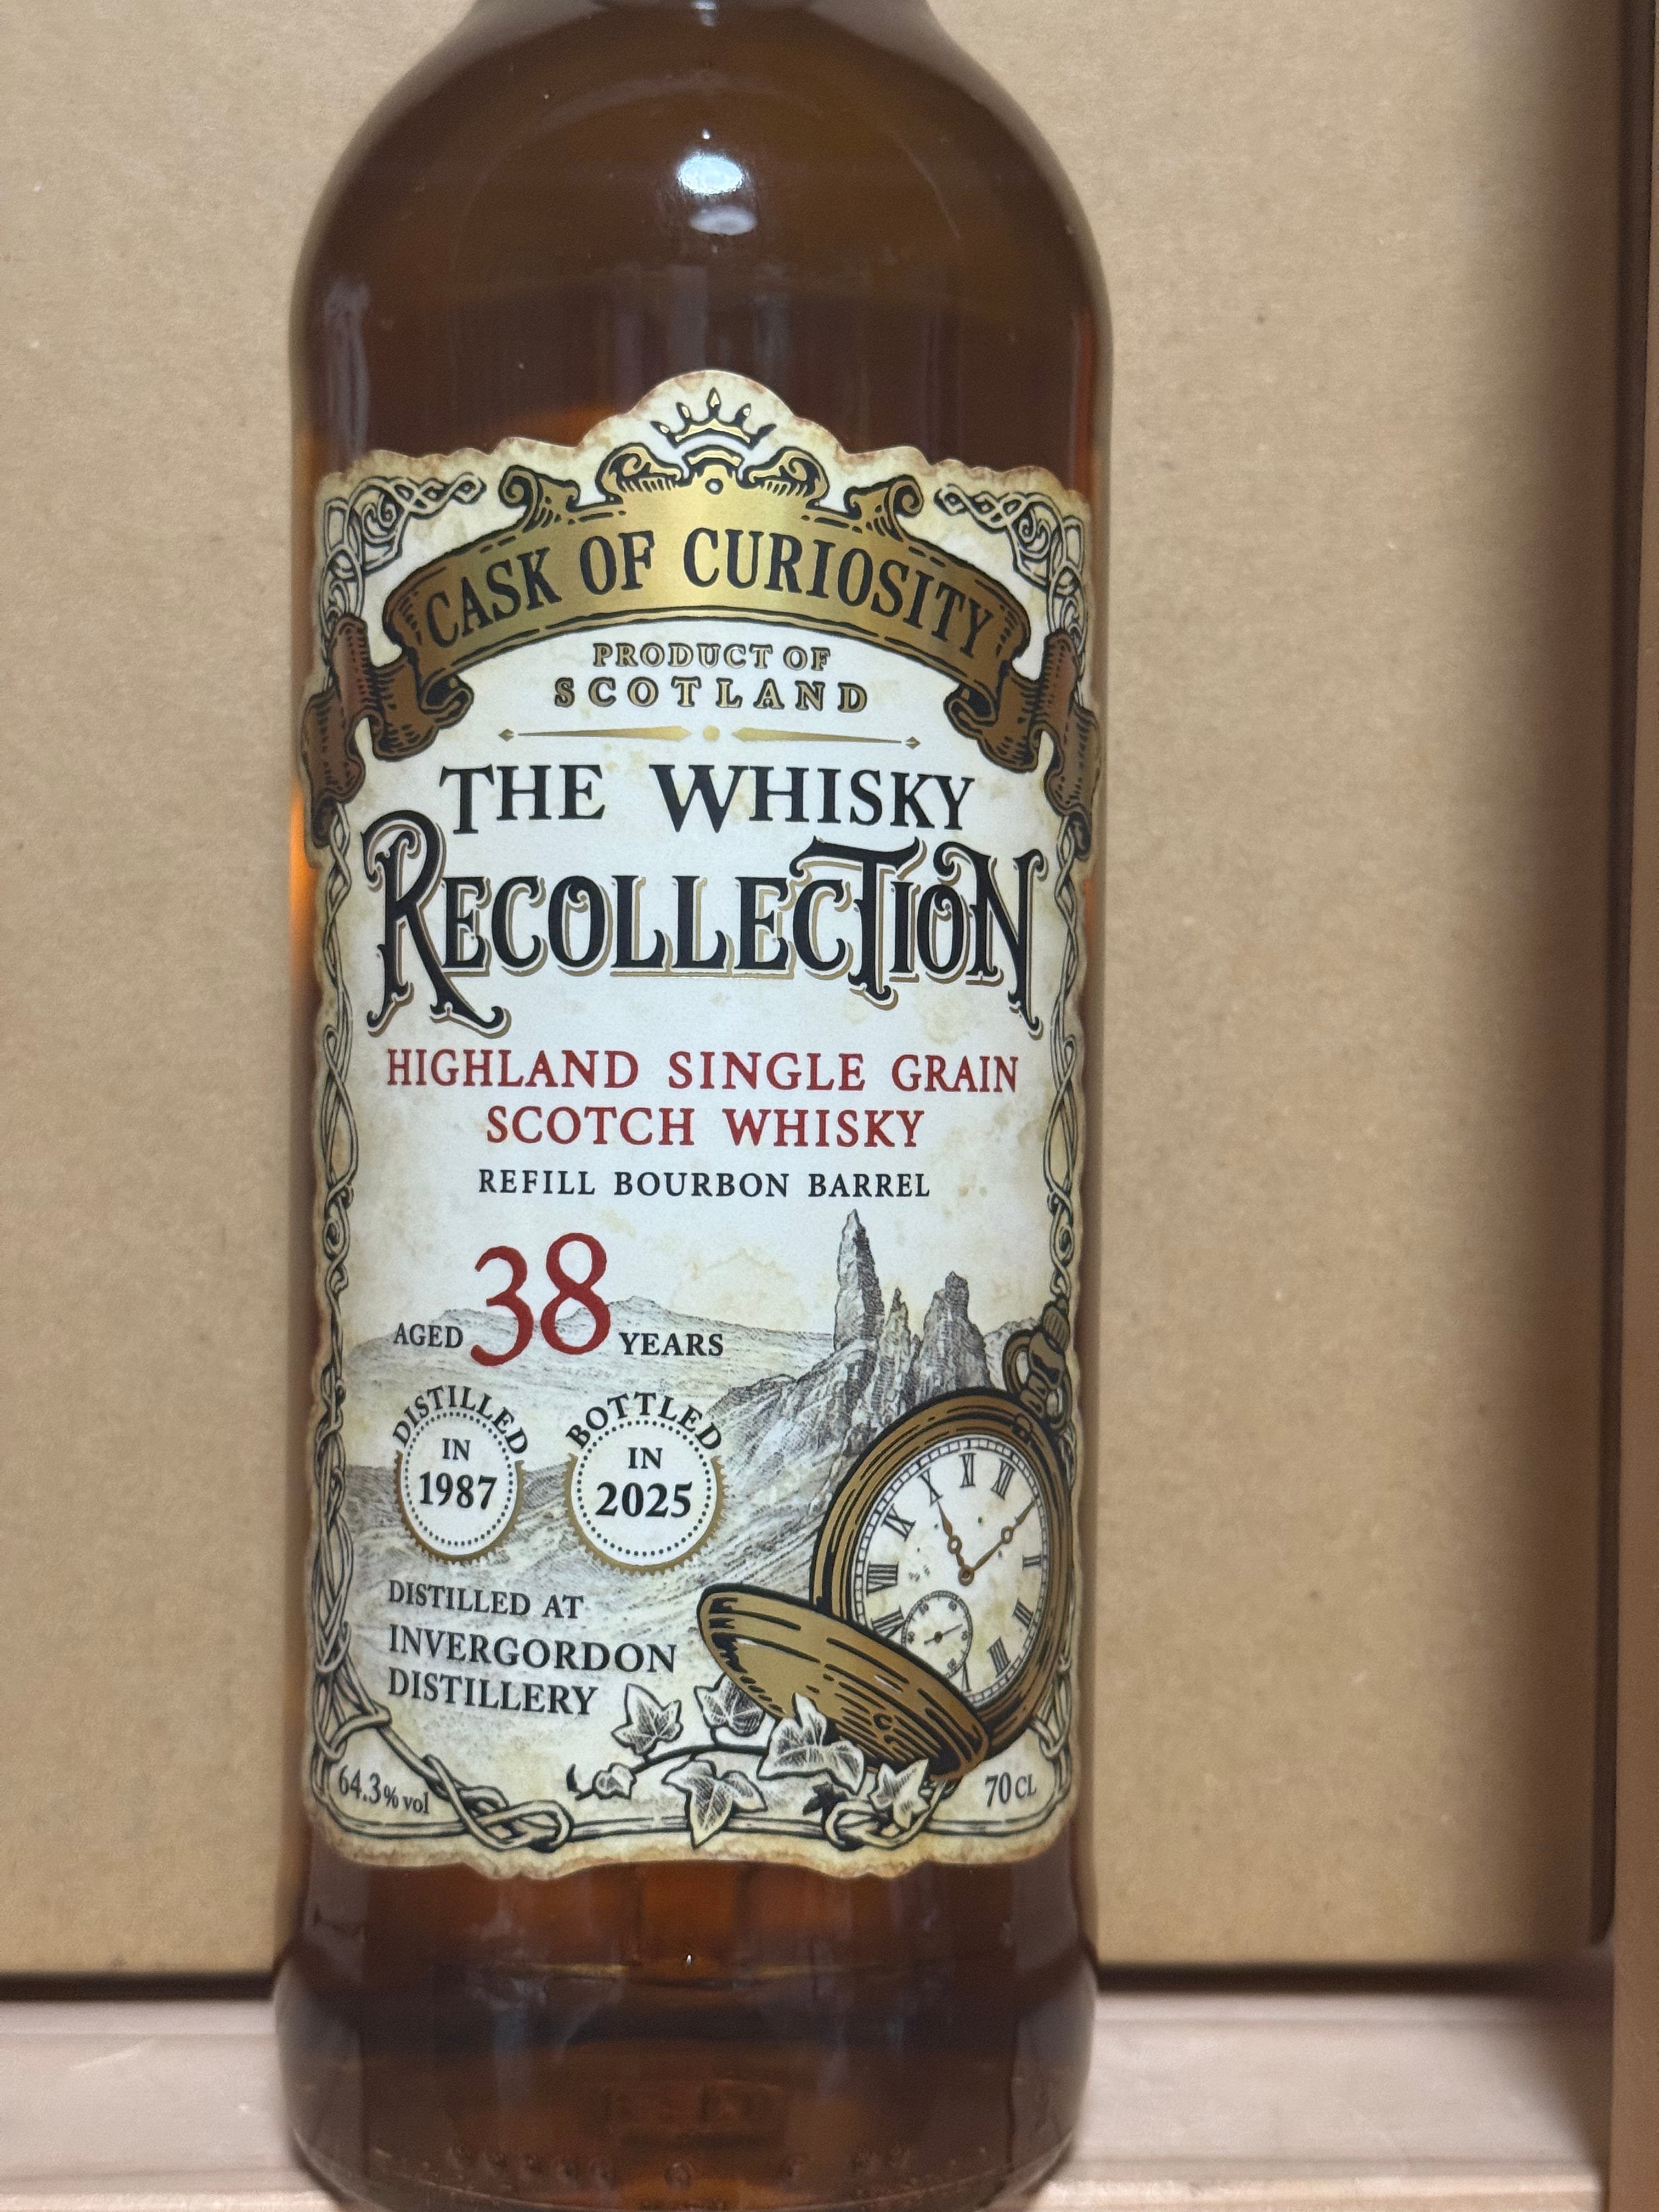 CASK OF CURIOSITY
PRODUCT OF
SCOTLAND
THE WHISKY
RECOLLECTION
HIGHLAND SINGLE GRAIN
SCOTCH WHISKY
REFILL BOURBON BARREL
AGED 38 YEARS
DISTILLED
IN
1987
BOTTLED
IN
2025
DISTILLED AT
INVERGORDON
DISTILLERY
64.3% vol
70 CL